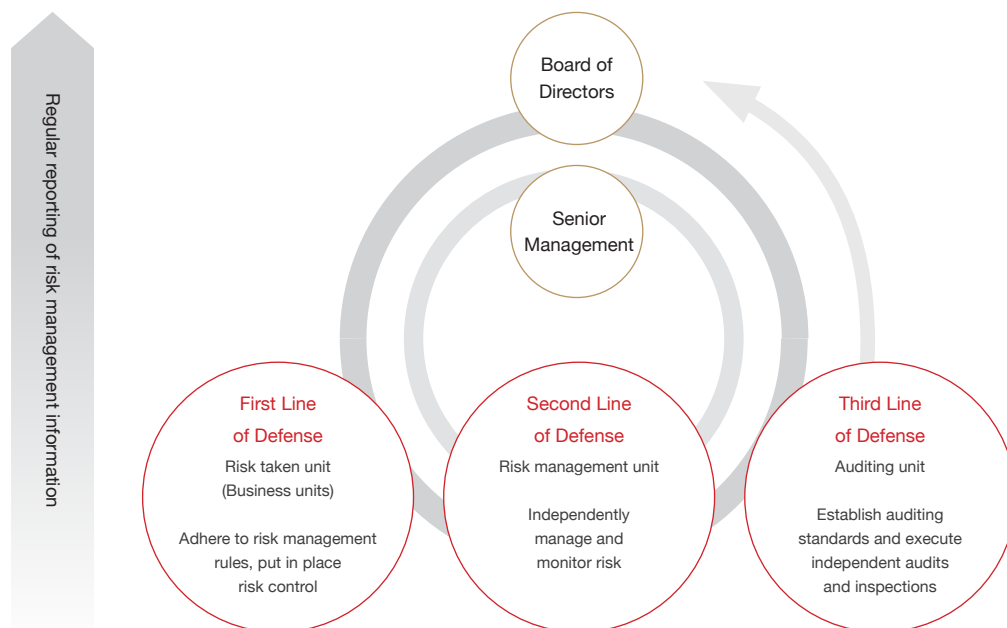 Regular reporting of risk management information
Board of
Directors
Senior
Management
First Line
of Defense
Risk taken unit
(Business units)
Adhere to risk management
rules, put in place
risk control
Second Line
of Defense
Risk management unit
Independently
manage and
monitor risk
Third Line
of Defense
Auditing unit
Establish auditing
standards and execute
independent audits
and inspections